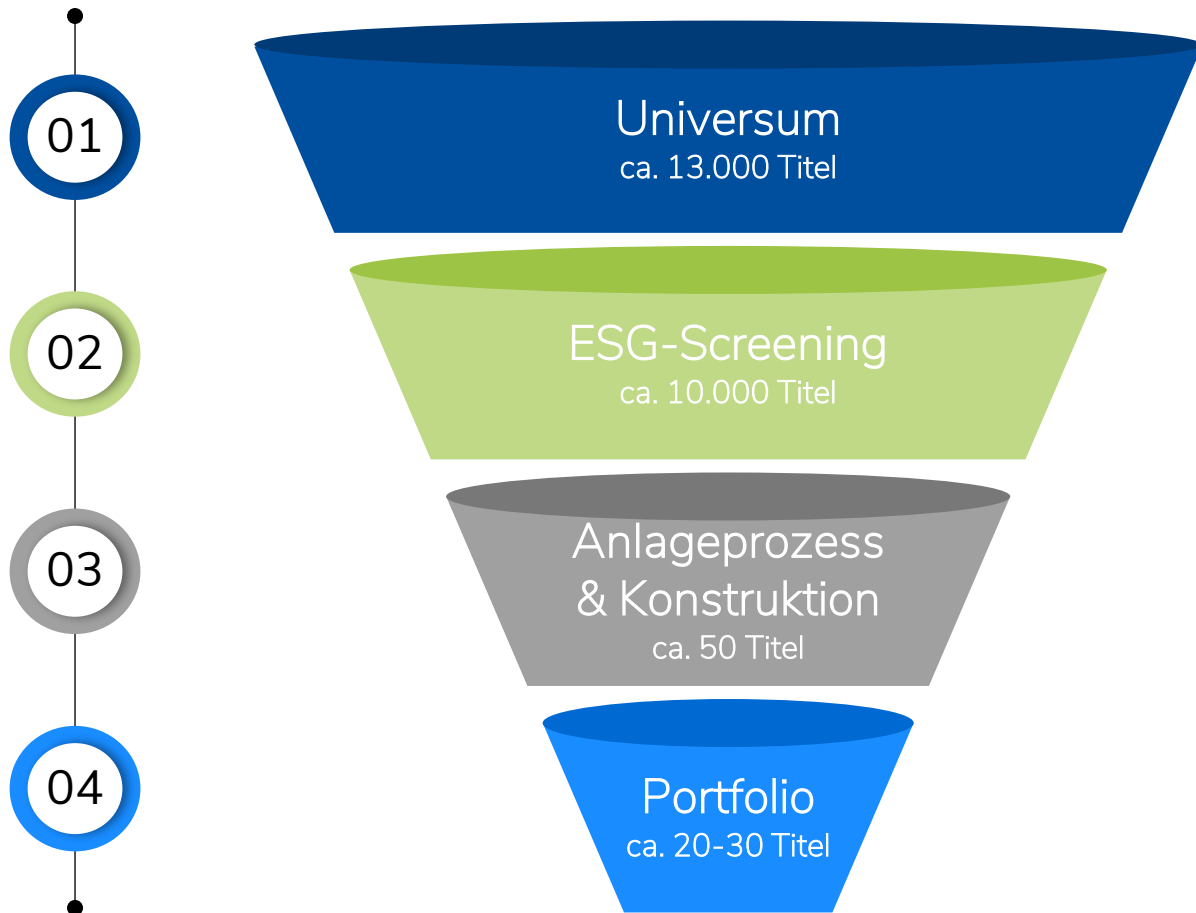 01
Universum
ca. 13.000 Titel
02
ESG-Screening
ca. 10.000 Titel
03
Anlageprozess
& Konstruktion
ca. 50 Titel
04
Portfolio
ca. 20-30 Titel